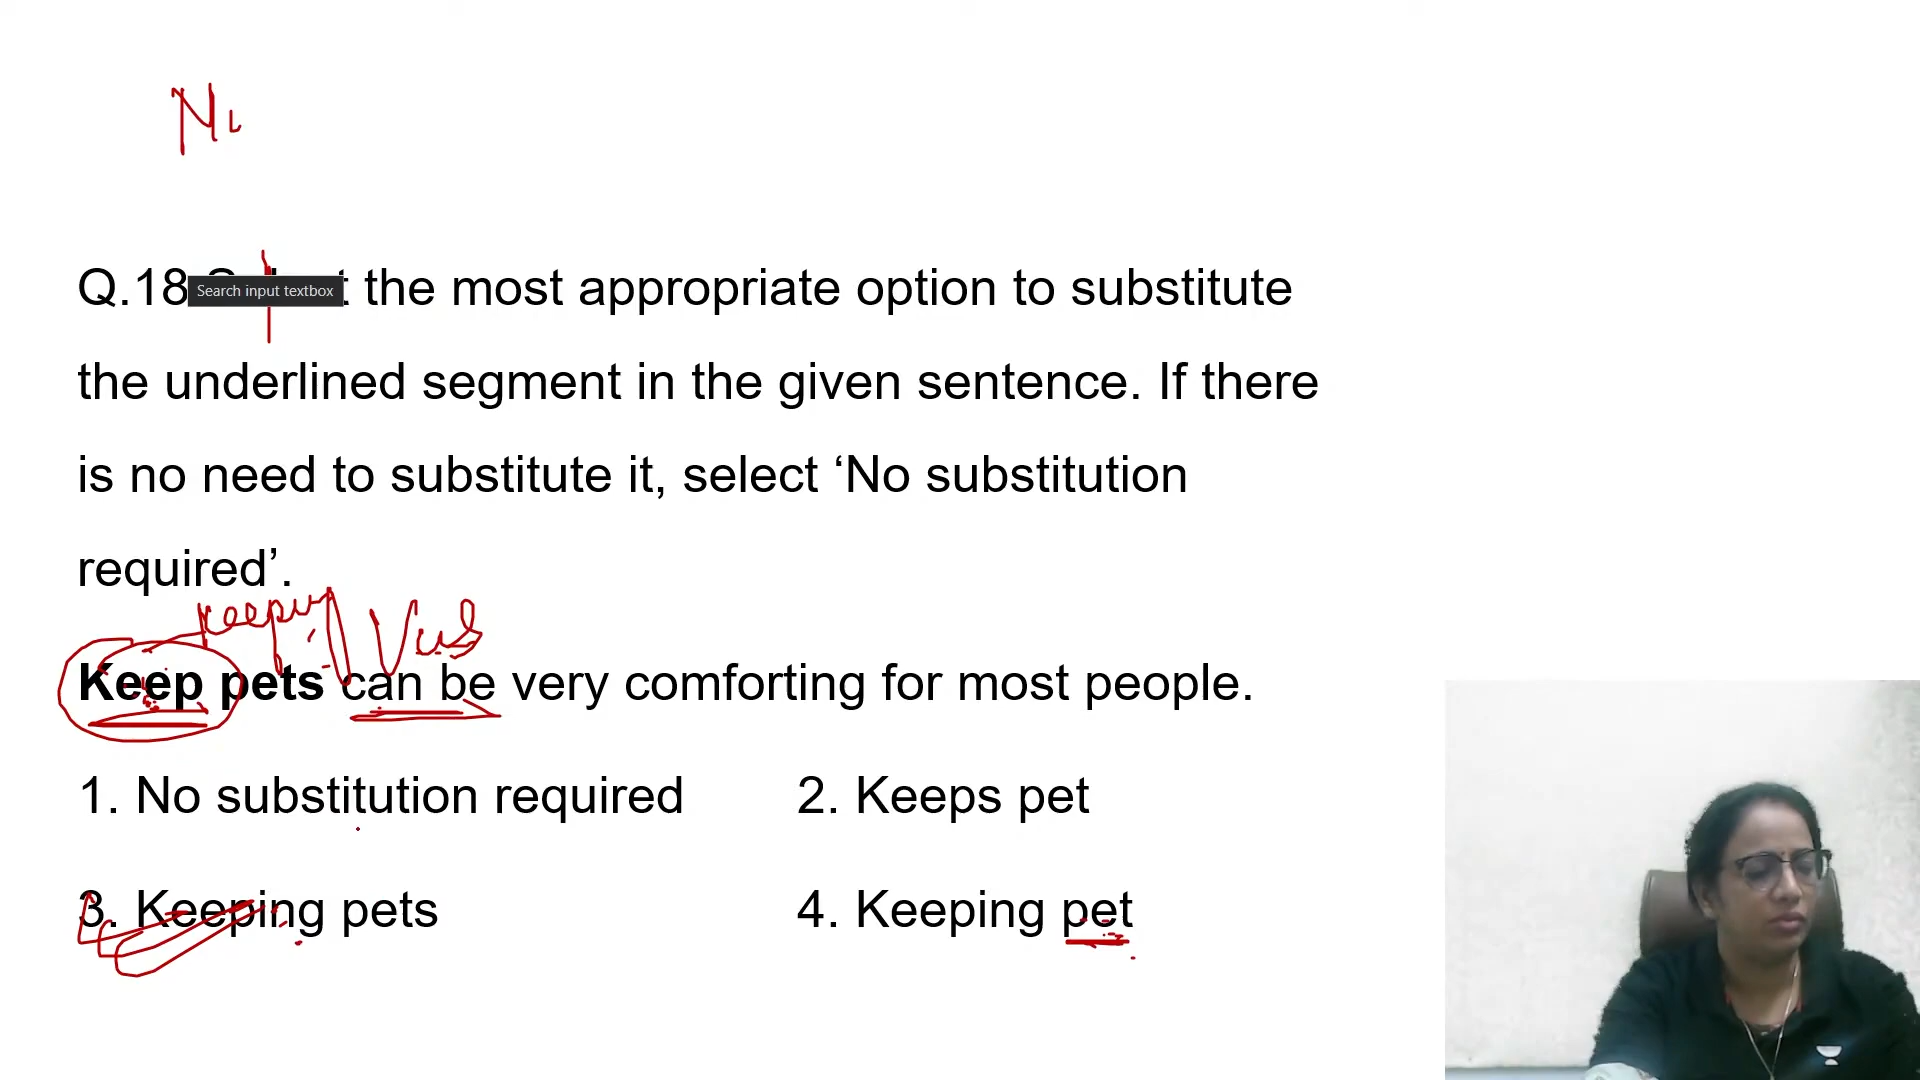 Q.18 the most appropriate option to substitute
Search input textbox
the underlined segment in the given sentence. If there
is no need to substitute it, select ‘No substitution
required’.
keeping
Keep pets can be very comforting for most people.
1. No substitution required 2. Keeps pet
3. Keeping pets 4. Keeping pet